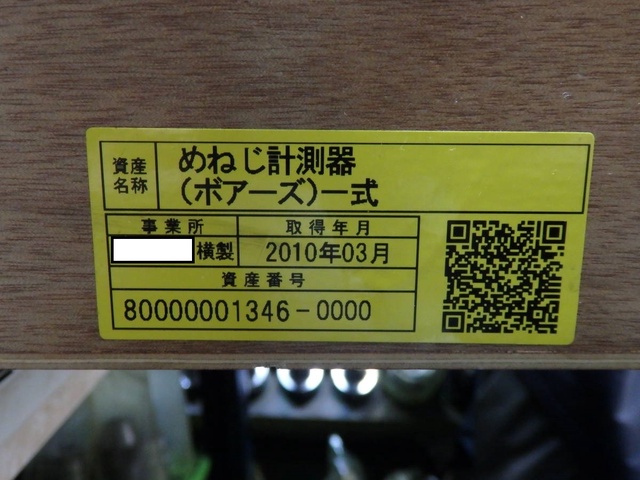 資産名称
めねじ計測器
(ボアーズ)一式
事業所
取得年月
横製
2010年03月
資産番号
80000001346-0000